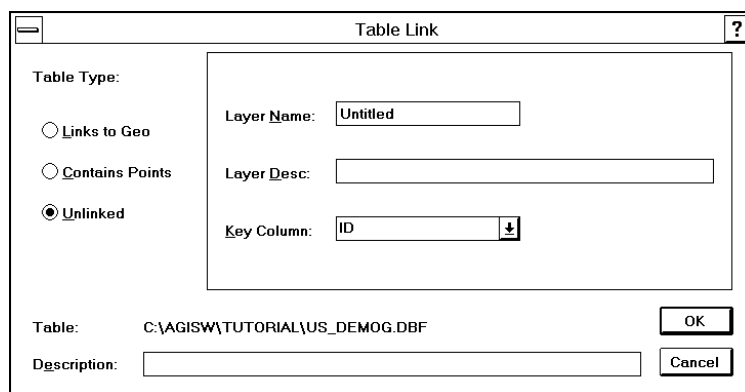 Table Link
?
Table Type:
Links to Geo
Contains Points
Unlinked
Layer Name: Untitled
Layer Desc:
Key Column: ID
Table: C:\AGISW\TUTORIAL\US_DEMOG.DBF
OK
Description:
Cancel